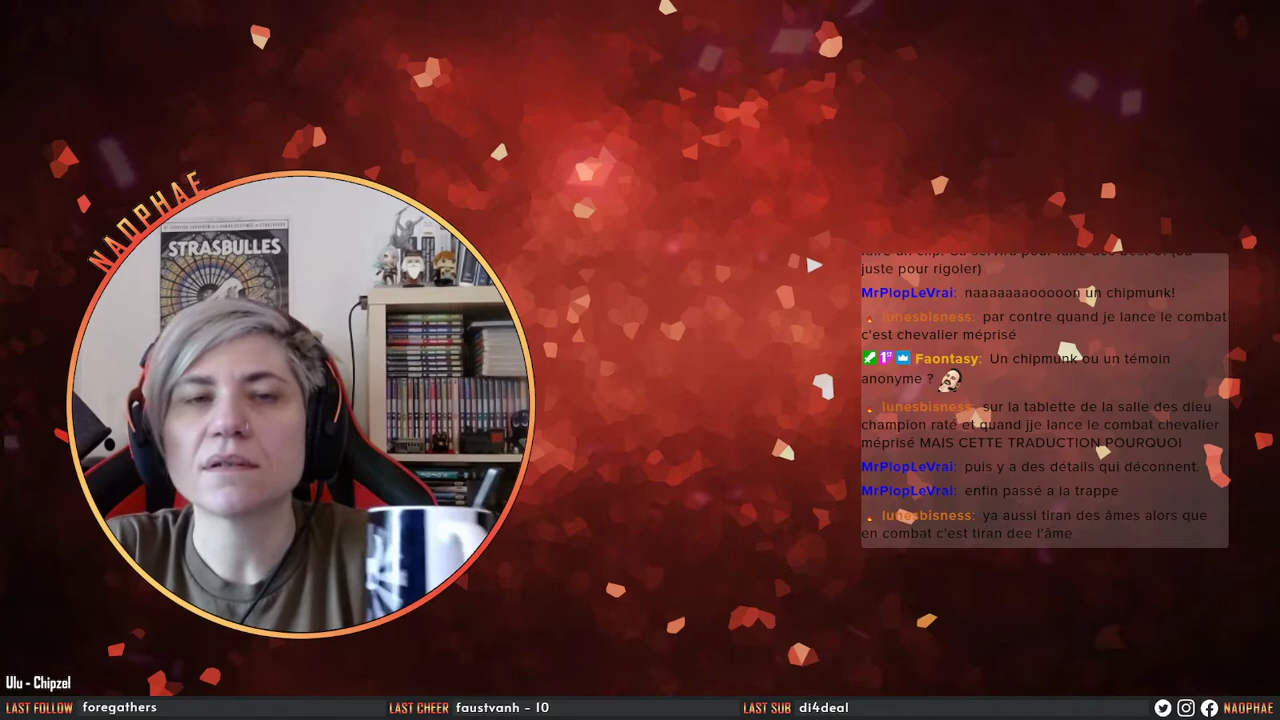 NAOPHAE
STRASBULLES
juste pour rigoler)
MrPlopLeVrai: naaaaaaaooooon un chipmunk!
lunesbisness: par contre quand je lance le combat
c'est chevalier méprisé
1ST Faontasy: Un chipmunk ou un témoin
anonyme ?
lunesbisness: sur la tablette de la salle des dieu
champion raté et quand jje lance le combat chevalier
méprisé MAIS CETTE TRADUCTION POURQUOI
MrPlopLeVrai: puis y a des détails qui déconnent.
MrPlopLeVrai: enfin passé a la trappe
lunesbisness: ya aussi tiran des âmes alors que
en combat c'est tiran dee l'âme
Ulu - Chipzel
LAST FOLLOW foregathers
LAST CHEER faustvanh - 10
LAST SUB di4deal
NAOPHAE